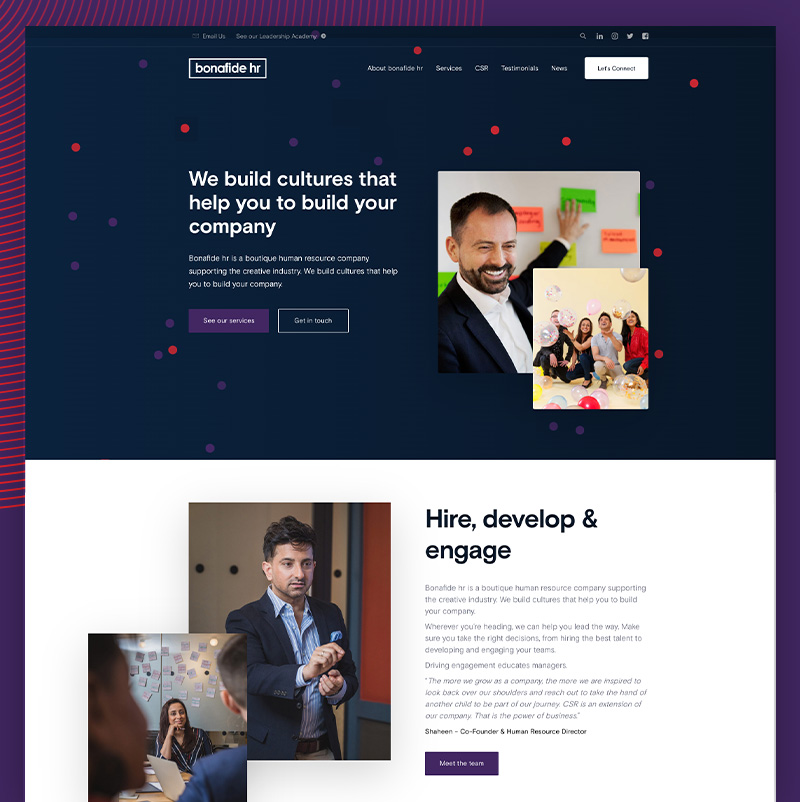 Email Us
See our Leadership Academy
bonafide hr
About bonafide hr
Services
CSR
Testimonials
News
Let's Connect
We build cultures that
help you to build your
company
Bonafide hr is a boutique human resource company
supporting the creative industry. We build cultures that help
you to build your company.
See our services
Get in touch
Hire, develop &
engage
Bonafide hr is a boutique human resource company supporting
the creative industry. We build cultures that help you to build
your company.
Wherever you're heading, we can help you lead the way. Make
sure you take the right decisions, from hiring the best talent to
developing and engaging your teams.
Driving engagement educates managers.
"The more we grow as a company, the more we are inspired to
look back over our shoulders and reach out to take the hand of
another child to be part of our journey. CSR is an extension of
our company. That is the power of business."
Shaheen – Co-Founder & Human Resource Director
Meet the team